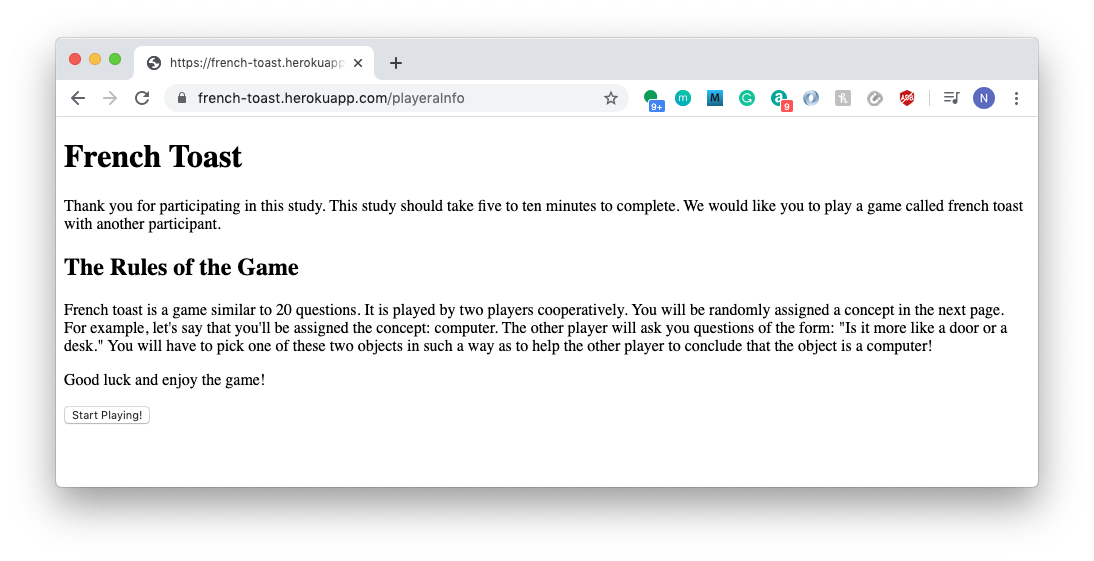 https://french-toast.herokuapp
french-toast.herokuapp.com/playeraInfo
9+
m
M
G
a
9
ABP
N
French Toast
Thank you for participating in this study. This study should take five to ten minutes to complete. We would like you to play a game called french toast
with another participant.
The Rules of the Game
French toast is a game similar to 20 questions. It is played by two players cooperatively. You will be randomly assigned a concept in the next page.
For example, let's say that you'll be assigned the concept: computer. The other player will ask you questions of the form: "Is it more like a door or a
desk." You will have to pick one of these two objects in such a way as to help the other player to conclude that the object is a computer!
Good luck and enjoy the game!
Start Playing!